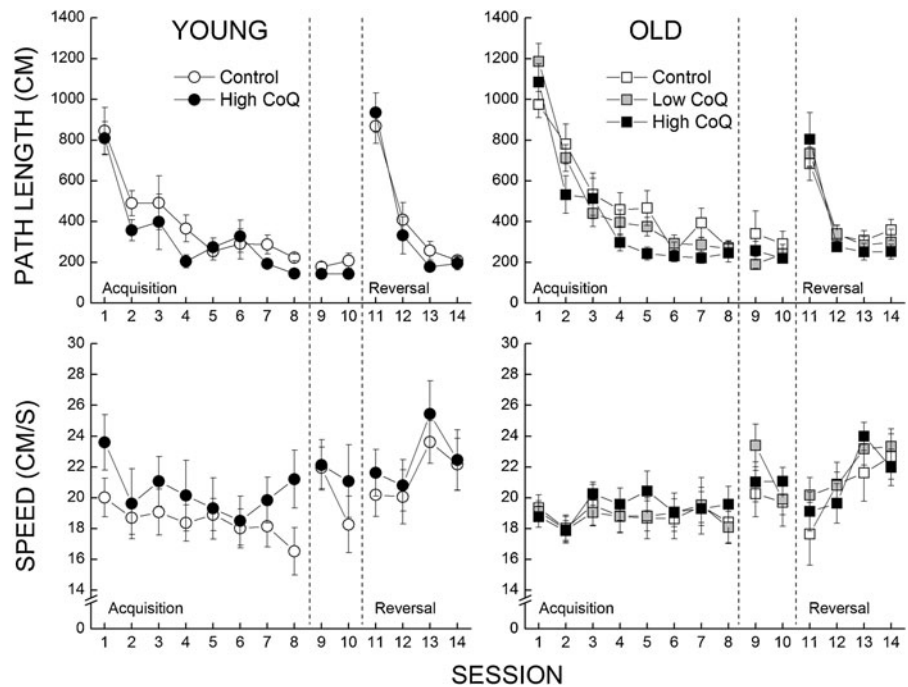 YOUNG
OLD
PATH LENGTH (CM)
1400
1200
1000
800
600
400
200
0
Control
High CoQ
Acquisition
Reversal
1 2 3 4 5 6 7 8 9 10 11 12 13 14
1400
1200
1000
800
600
400
200
0
Control
Low CoQ
High CoQ
Acquisition
Reversal
1 2 3 4 5 6 7 8 9 10 11 12 13 14
SPEED (CM/S)
30
28
26
24
22
20
18
16
14
0
Acquisition
Reversal
1 2 3 4 5 6 7 8 9 10 11 12 13 14
30
28
26
24
22
20
18
16
14
0
Acquisition
Reversal
1 2 3 4 5 6 7 8 9 10 11 12 13 14
SESSION